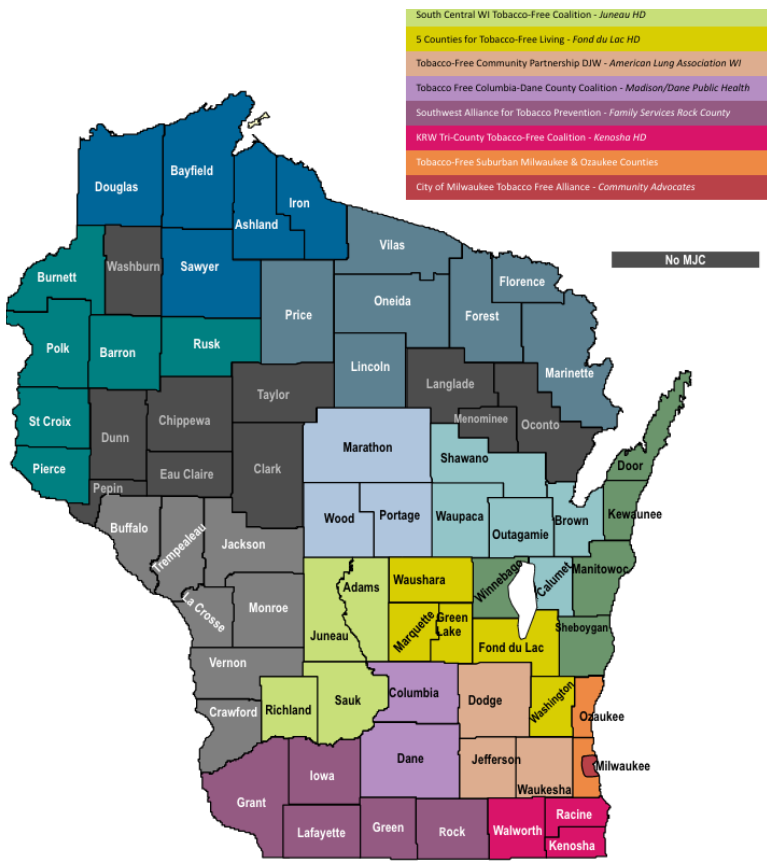 South Central WI Tobacco-Free Coalition - Juneau HD
5 Counties for Tobacco-Free Living - Fond du Lac HD
Tobacco-Free Community Partnership DJW - American Lung Association WI
Tobacco Free Columbia-Dane County Coalition - Madison/Dane Public Health
Southwest Alliance for Tobacco Prevention - Family Services Rock County
KRW Tri-County Tobacco-Free Coalition - Kenosha HD
Tobacco-Free Suburban Milwaukee & Ozaukee Counties
City of Milwaukee Tobacco Free Alliance - Community Advocates
No MJC
Douglas
Bayfield
Ashland
Iron
Vilas
Burnett
Washburn
Sawyer
Price
Oneida
Forest
Florence
Polk
Barron
Rusk
Lincoln
Marinette
Taylor
Langlade
Menominee
Oconto
St Croix
Dunn
Chippewa
Clark
Marathon
Shawano
Door
Pierce
Pepin
Eau Claire
Buffalo
Trempealeau
Jackson
Wood
Portage
Waupaca
Outagamie
Brown
Kewaunee
La Crosse
Monroe
Juneau
Adams
Waushara
Winnebago
Calumet
Manitowoc
Marquette
Green
Lake
Fond du Lac
Sheboygan
Vernon
Crawford
Richland
Sauk
Columbia
Dodge
Washington
Ozaukee
Grant
Iowa
Dane
Jefferson
Waukesha
Milwaukee
Lafayette
Green
Rock
Walworth
Racine
Kenosha